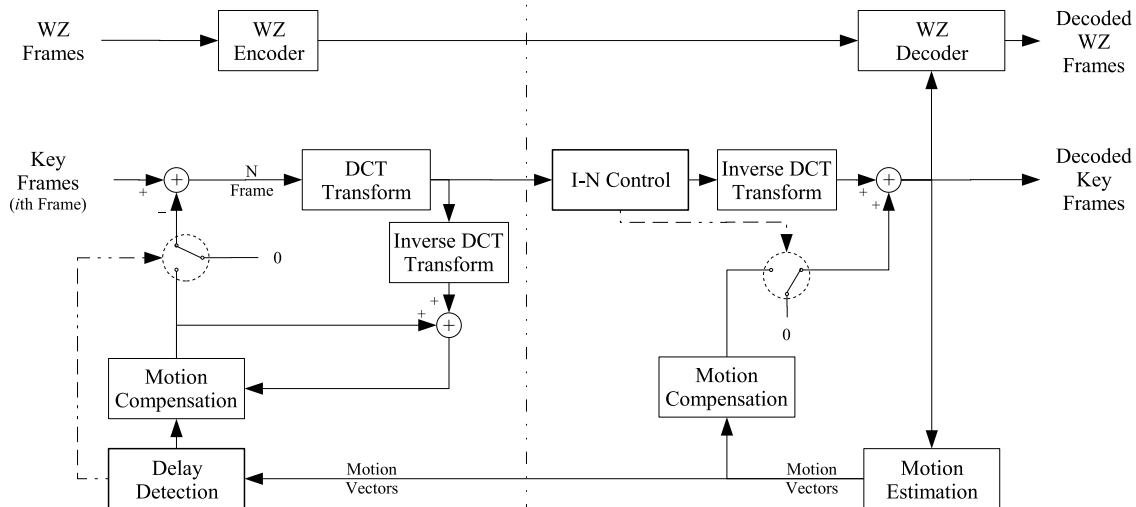 WZ
Frames
WZ
Encoder
WZ
Decoder
Decoded
WZ
Frames
Key
Frames
(ith Frame)
+
+
−
N
Frame
DCT
Transform
I-N Control
Inverse DCT
Transform
+
+
+
Decoded
Key
Frames
Inverse DCT
Transform
0
+
+
+
0
Motion
Compensation
Motion
Compensation
Delay
Detection
Motion
Vectors
Motion
Vectors
Motion
Estimation